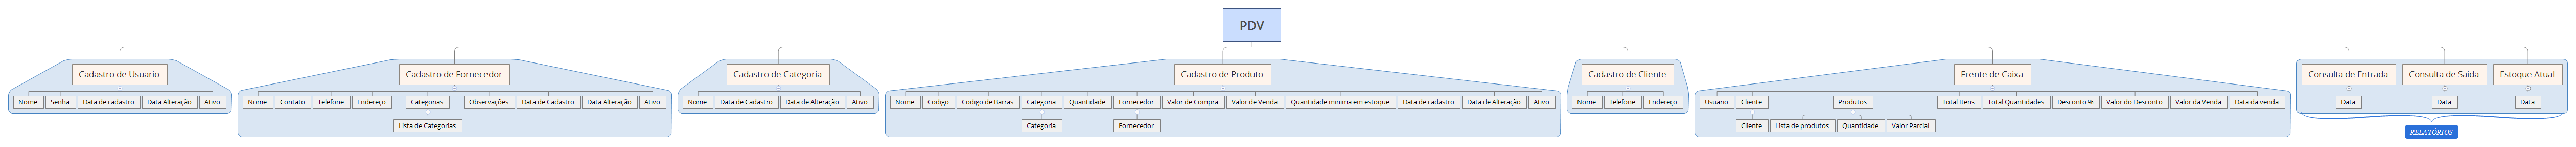 PDV
Cadastro de Usuario
Nome
Senha
Data de cadastro
Data Alteração
Ativo
Cadastro de Fornecedor
Nome
Contato
Telefone
Endereço
Categorias
Lista de Categorias
Observações
Data de Cadastro
Data Alteração
Ativo
Cadastro de Categoria
Nome
Data de Cadastro
Data de Alteração
Ativo
Cadastro de Produto
Nome
Codigo
Codigo de Barras
Categoria
Categoria
Quantidade
Fornecedor
Fornecedor
Valor de Compra
Valor de Venda
Quantidade minima em estoque
Data de cadastro
Data de Alteração
Ativo
Cadastro de Cliente
Nome
Telefone
Endereço
Frente de Caixa
Usuario
Cliente
Cliente
Produtos
Lista de produtos
Quantidade
Valor Parcial
Total Itens
Total Quantidades
Desconto %
Valor do Desconto
Valor da Venda
Data da venda
Consulta de Entrada
Data
Consulta de Saida
Data
Estoque Atual
Data
RELATÓRIOS